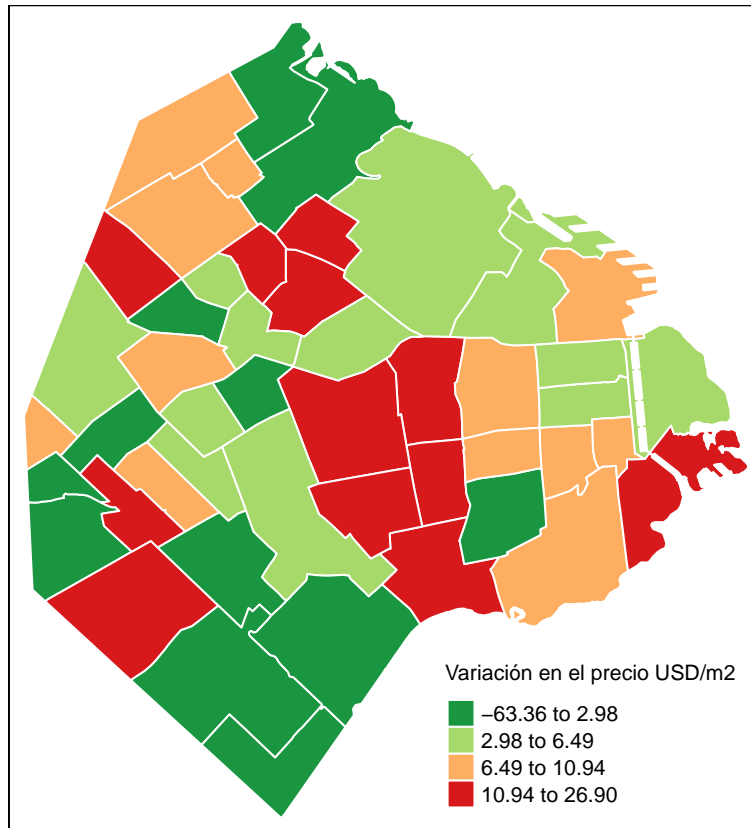 Variación en el precio USD/m2
−63.36 to 2.98
2.98 to 6.49
6.49 to 10.94
10.94 to 26.90